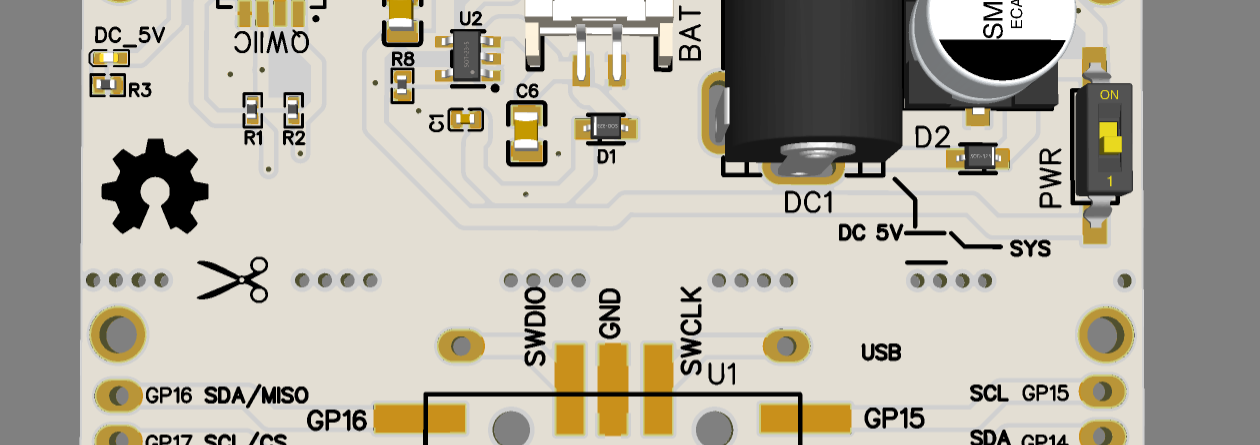 DC_5V
QWIIC
U2
BAT
SM
ECA
R3
R8
C6
ON
R1
R2
C1
D1
D2
1
PWR
DC1
DC 5V
SYS
SWDIO
GND
SWCLK
USB
U1
GP16 SDA/MISO
SCL GP15
GP16
GP15
GP17 SCL/CS
SDA GP14